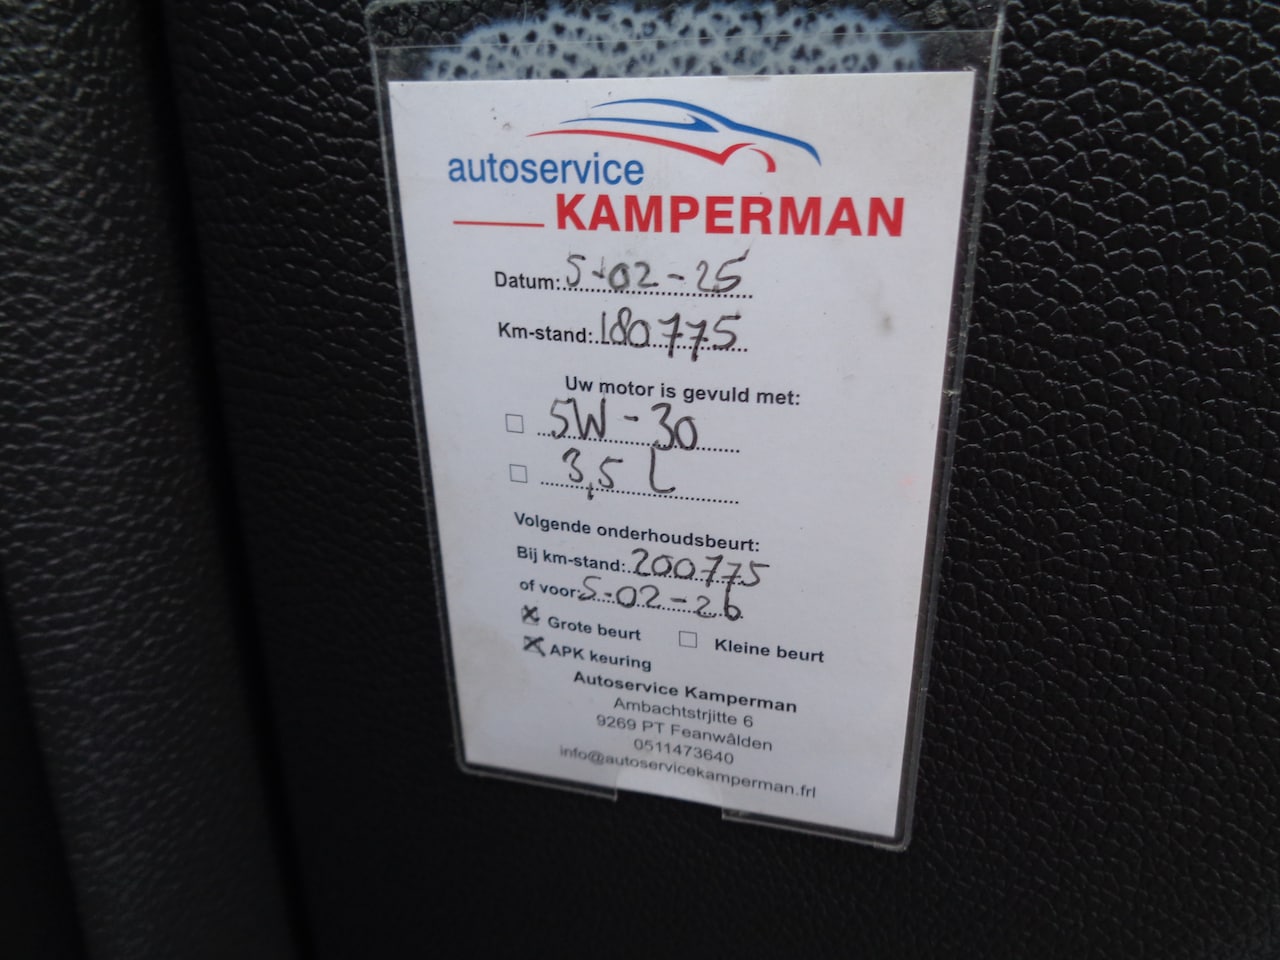 autoservice
KAMPERMAN
Datum: 5-02-25
Km-stand: 180775
Uw motor is gevuld met:
☐ 5W-30
☐ 3,5 L
Volgende onderhoudsbeurt:
Bij km-stand: 200775
of voor: 5-02-26
☒ Grote beurt ☐ Kleine beurt
☒ APK keuring
Autoservice Kamperman
Ambachtstrjitte 6
9269 PT Feanwâlden
0511473640
info@autoservicekamperman.frl